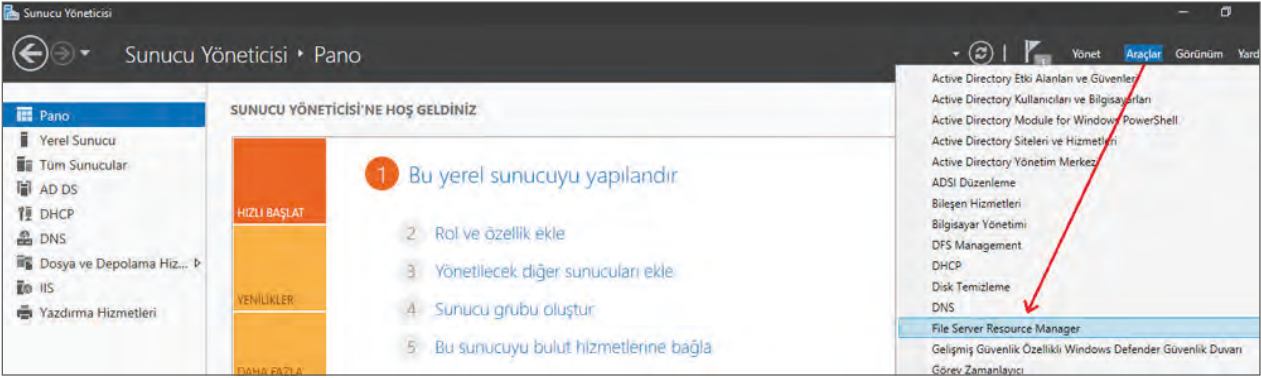 Sunucu Yöneticisi
Sunucu Yöneticisi • Pano
1
Yönet Araçlar Görünüm Yard
Pano
Yerel Sunucu
Tüm Sunucular
AD DS
DHCP
DNS
Dosya ve Depolama Hiz...
IIS
Yazdırma Hizmetleri
SUNUCU YÖNETİCİSİ'NE HOŞ GELDİNİZ
HIZLI BAŞLAT
YENİLİKLER
DAHA FAZLA
1 Bu yerel sunucuyu yapılandır
2 Rol ve özellik ekle
3 Yönetilecek diğer sunucuları ekle
4 Sunucu grubu oluştur
5 Bu sunucuyu bulut hizmetlerine bağla
Active Directory Etki Alanları ve Güvenleri
Active Directory Kullanıcıları ve Bilgisayarları
Active Directory Module for Windows PowerShell
Active Directory Siteleri ve Hizmetleri
Active Directory Yönetim Merkezi
ADSI Düzenleme
Bileşen Hizmetleri
Bilgisayar Yönetimi
DFS Management
DHCP
Disk Temizleme
DNS
File Server Resource Manager
Gelişmiş Güvenlik Özellikli Windows Defender Güvenlik Duvarı
Görev Zamanlayıcı